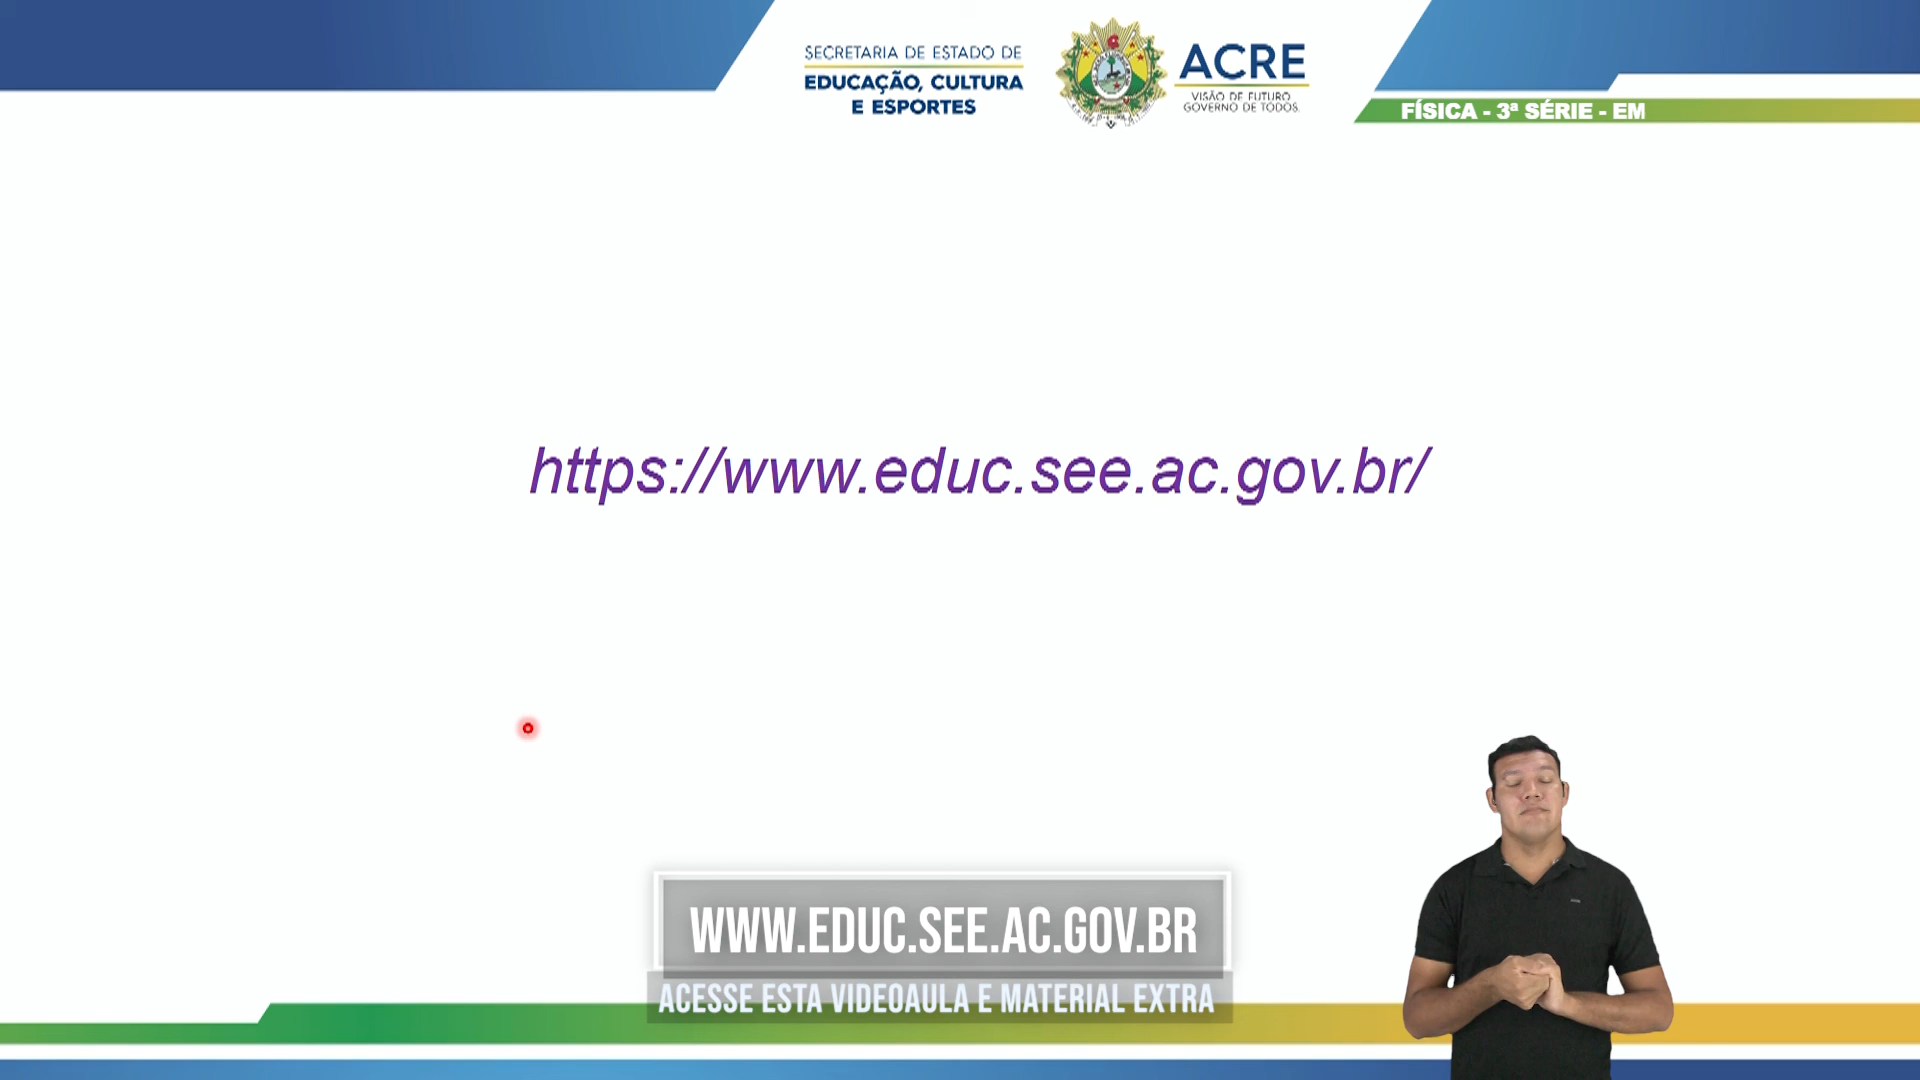 SECRETARIA DE ESTADO DE
EDUCAÇÃO, CULTURA
E ESPORTES
ACRE
VISÃO DE FUTURO
GOVERNO DE TODOS.
FÍSICA - 3ª SÉRIE - EM
https://www.educ.see.ac.gov.br/
WWW.EDUC.SEE.AC.GOV.BR
ACESSE ESTA VIDEOAULA E MATERIAL EXTRA